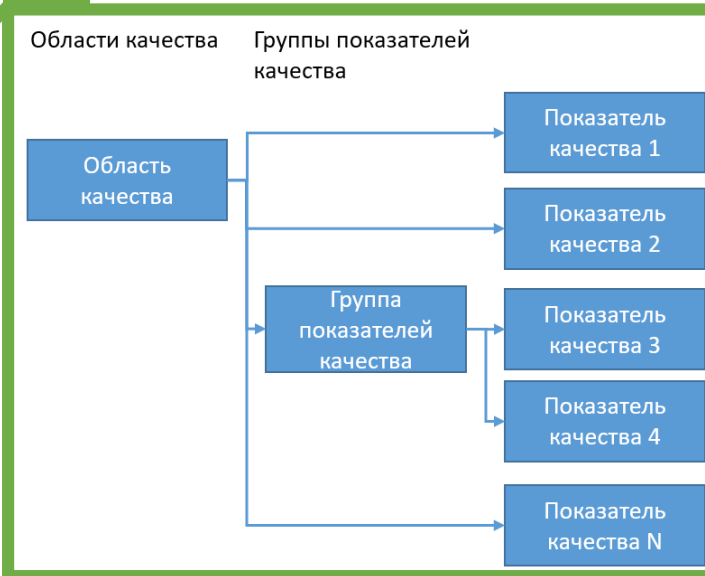 Области качества
Группы показателей
качества
Область
качества
Показатель
качества 1
Показатель
качества 2
Группа
показателей
качества
Показатель
качества 3
Показатель
качества 4
Показатель
качества N